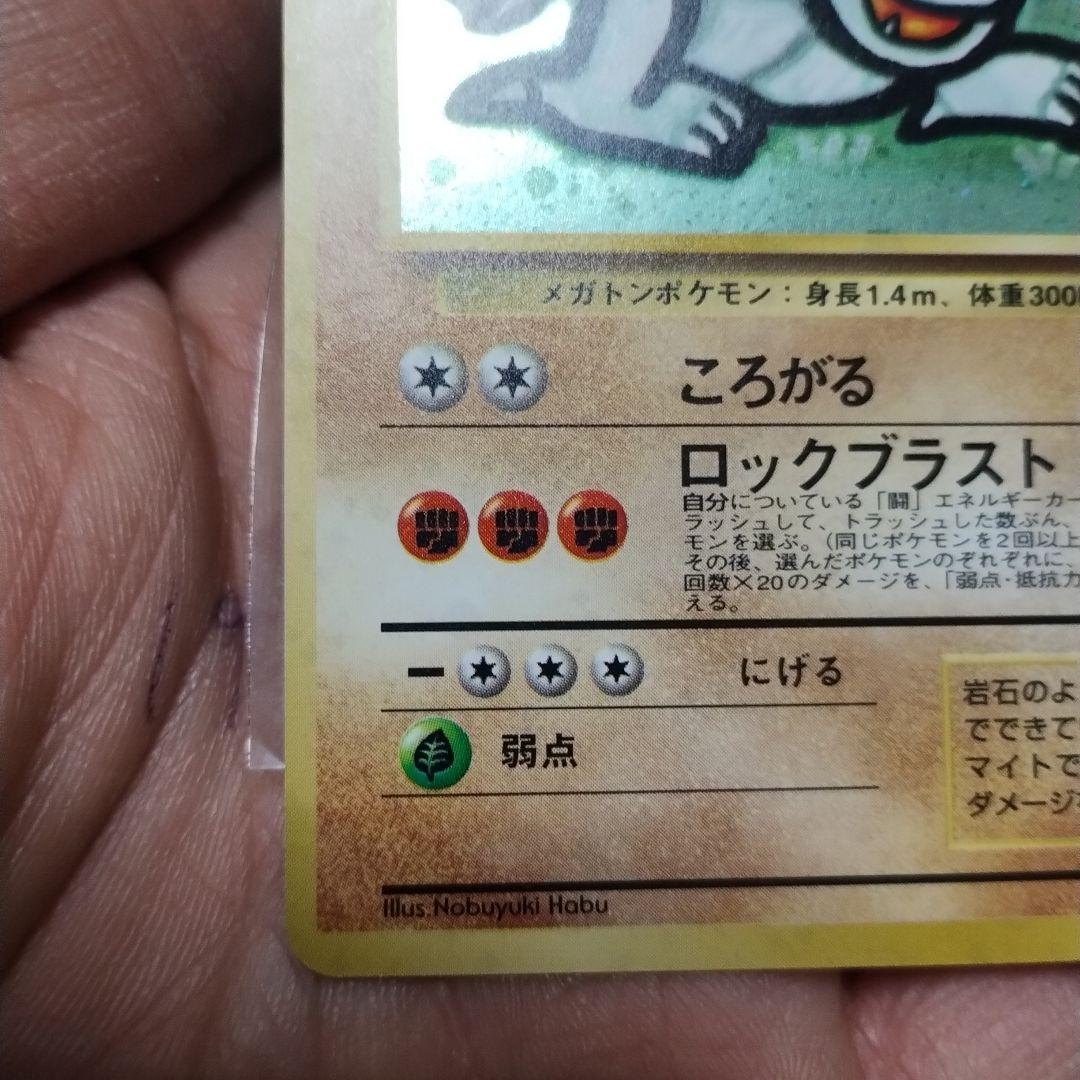 メガトンポケモン：身長1.4m、体重300
ころがる
ロックブラスト
自分についている「闘」エネルギーカー
ラッシュして、トラッシュした数ぶん、
モンを選ぶ。（同じポケモンを2回以上
その後、選んだポケモンのぞれぞれに、
回数×20のダメージを、「弱点・抵抗力
える。
ー にげる
弱点
岩石のよ
でできて
マイトで
ダメージ
Illus. Nobuyuki Habu